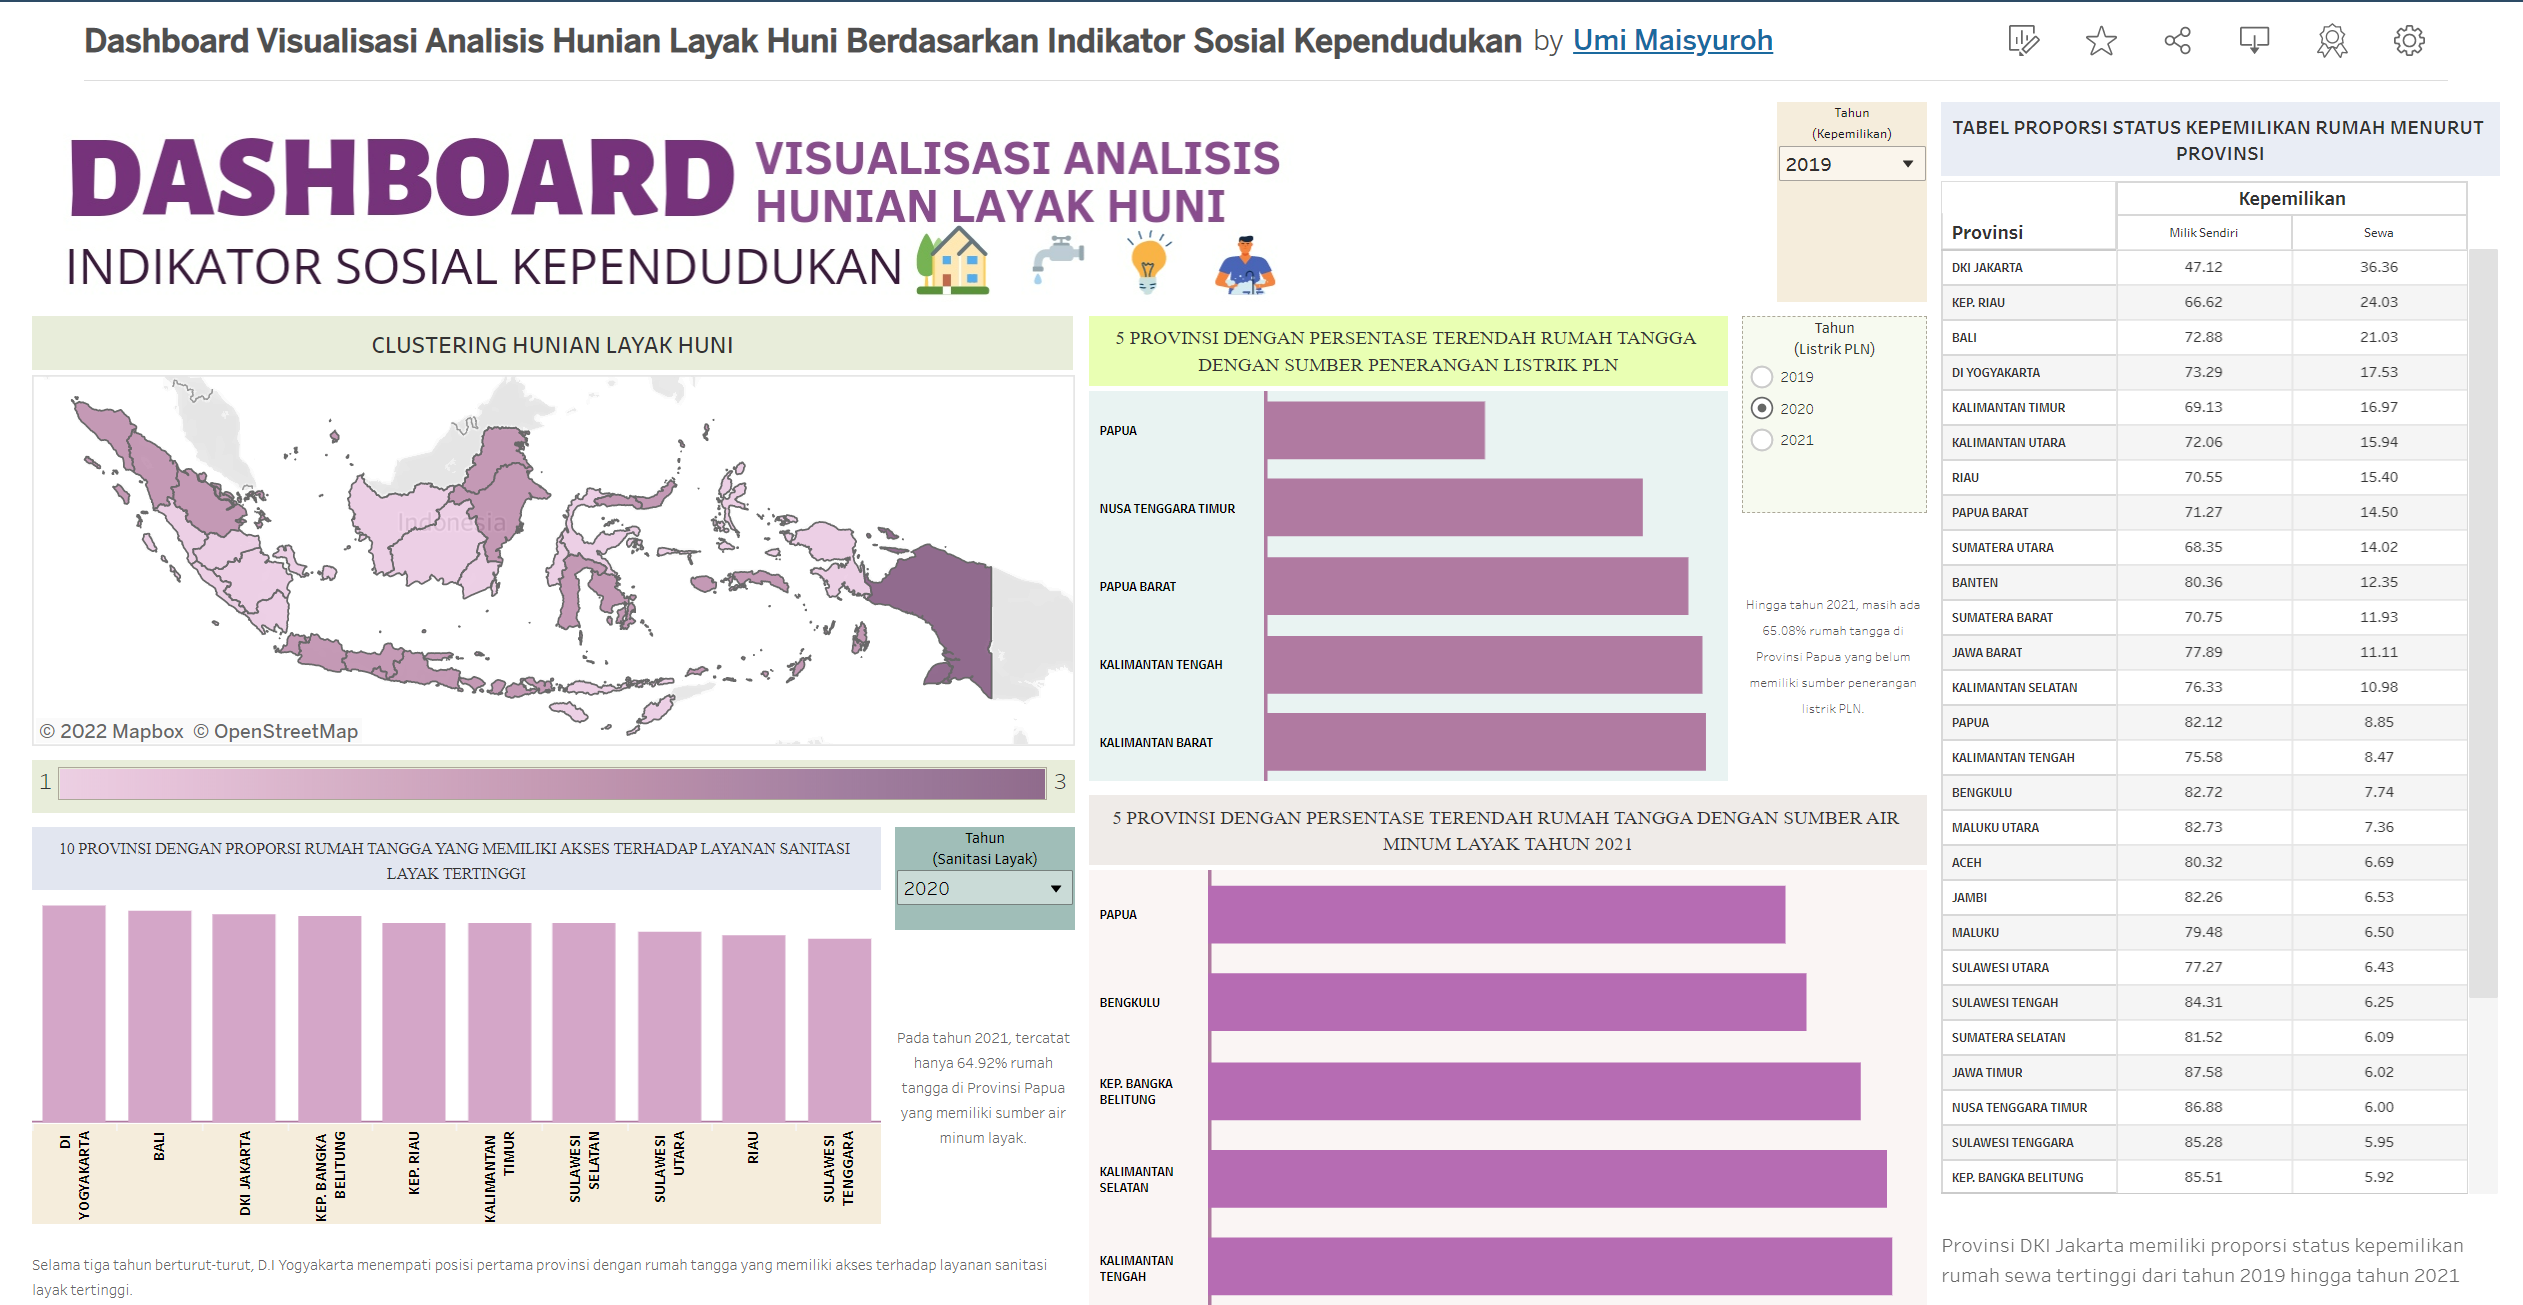 Dashboard Visualisasi Analisis Hunian Layak Huni Berdasarkan Indikator Sosial Kependudukan by Umi Maisyuroh
DASHBOARD
VISUALISASI ANALISIS
HUNIAN LAYAK HUNI
INDIKATOR SOSIAL KEPENDUDUKAN
Tahun
(Kepemilikan)
2019
CLUSTERING HUNIAN LAYAK HUNI
Indonesia
© 2022 Mapbox © OpenStreetMap
1
3
10 PROVINSI DENGAN PROPORSI RUMAH TANGGA YANG MEMILIKI AKSES TERHADAP LAYANAN SANITASI
LAYAK TERTINGGI
Tahun
(Sanitasi Layak)
2020
DI
YOGYAKARTA
BALI
DKI JAKARTA
KEP. BANGKA
BELITUNG
KEP. RIAU
KALIMANTAN
TIMUR
SULAWESI
SELATAN
SULAWESI
UTARA
RIAU
SULAWESI
TENGGARA
Pada tahun 2021, tercatat
hanya 64.92% rumah
tangga di Provinsi Papua
yang memiliki sumber air
minum layak.
Selama tiga tahun berturut-turut, D.I Yogyakarta menempati posisi pertama provinsi dengan rumah tangga yang memiliki akses terhadap layanan sanitasi
layak tertinggi.
5 PROVINSI DENGAN PERSENTASE TERENDAH RUMAH TANGGA
DENGAN SUMBER PENERANGAN LISTRIK PLN
PAPUA
NUSA TENGGARA TIMUR
PAPUA BARAT
KALIMANTAN TENGAH
KALIMANTAN BARAT
Tahun
(Listrik PLN)
2019
2020
2021
Hingga tahun 2021, masih ada
65.08% rumah tangga di
Provinsi Papua yang belum
memiliki sumber penerangan
listrik PLN.
5 PROVINSI DENGAN PERSENTASE TERENDAH RUMAH TANGGA DENGAN SUMBER AIR
MINUM LAYAK TAHUN 2021
PAPUA
BENGKULU
KEP. BANGKA
BELITUNG
KALIMANTAN
SELATAN
KALIMANTAN
TENGAH
TABEL PROPORSI STATUS KEPEMILIKAN RUMAH MENURUT
PROVINSI
Kepemilikan
Provinsi Milik Sendiri Sewa
DKI JAKARTA 47.12 36.36
KEP. RIAU 66.62 24.03
BALI 72.88 21.03
DI YOGYAKARTA 73.29 17.53
KALIMANTAN TIMUR 69.13 16.97
KALIMANTAN UTARA 72.06 15.94
RIAU 70.55 15.40
PAPUA BARAT 71.27 14.50
SUMATERA UTARA 68.35 14.02
BANTEN 80.36 12.35
SUMATERA BARAT 70.75 11.93
JAWA BARAT 77.89 11.11
KALIMANTAN SELATAN 76.33 10.98
PAPUA 82.12 8.85
KALIMANTAN TENGAH 75.58 8.47
BENGKULU 82.72 7.74
MALUKU UTARA 82.73 7.36
ACEH 80.32 6.69
JAMBI 82.26 6.53
MALUKU 79.48 6.50
SULAWESI UTARA 77.27 6.43
SULAWESI TENGAH 84.31 6.25
SUMATERA SELATAN 81.52 6.09
JAWA TIMUR 87.58 6.02
NUSA TENGGARA TIMUR 86.88 6.00
SULAWESI TENGGARA 85.28 5.95
KEP. BANGKA BELITUNG 85.51 5.92
Provinsi DKI Jakarta memiliki proporsi status kepemilikan
rumah sewa tertinggi dari tahun 2019 hingga tahun 2021